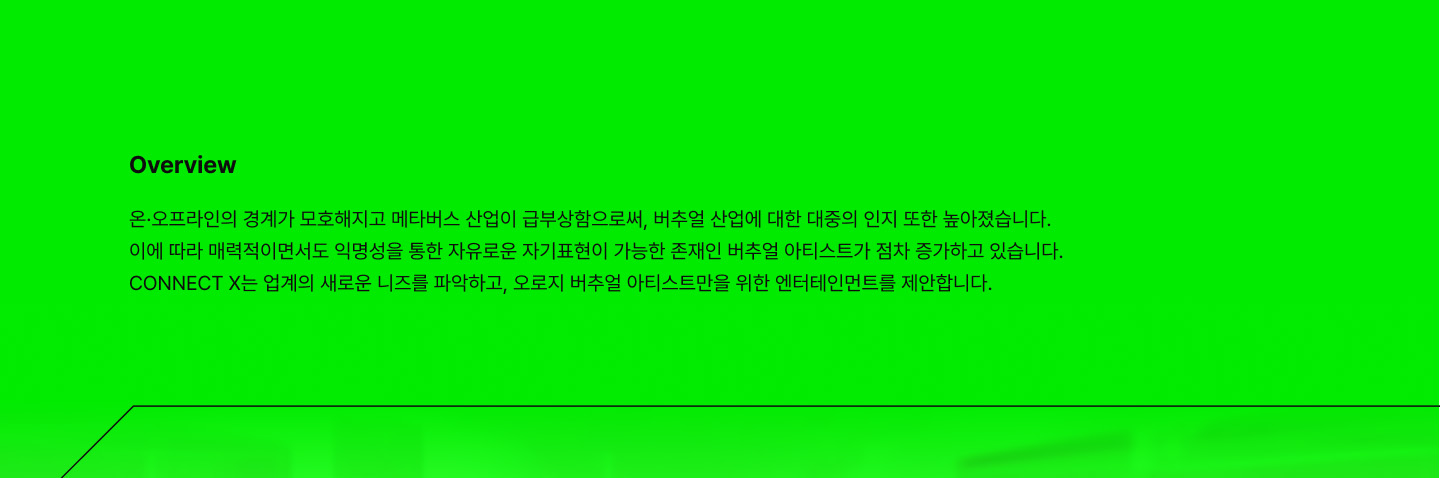 Overview
온·오프라인의 경계가 모호해지고 메타버스 산업이 급부상함으로써, 버추얼 산업에 대한 대중의 인지 또한 높아졌습니다.
이에 따라 매력적이면서도 익명성을 통한 자유로운 자기표현이 가능한 존재인 버추얼 아티스트가 점차 증가하고 있습니다.
CONNECT X는 업계의 새로운 니즈를 파악하고, 오로지 버추얼 아티스트만을 위한 엔터테인먼트를 제안합니다.